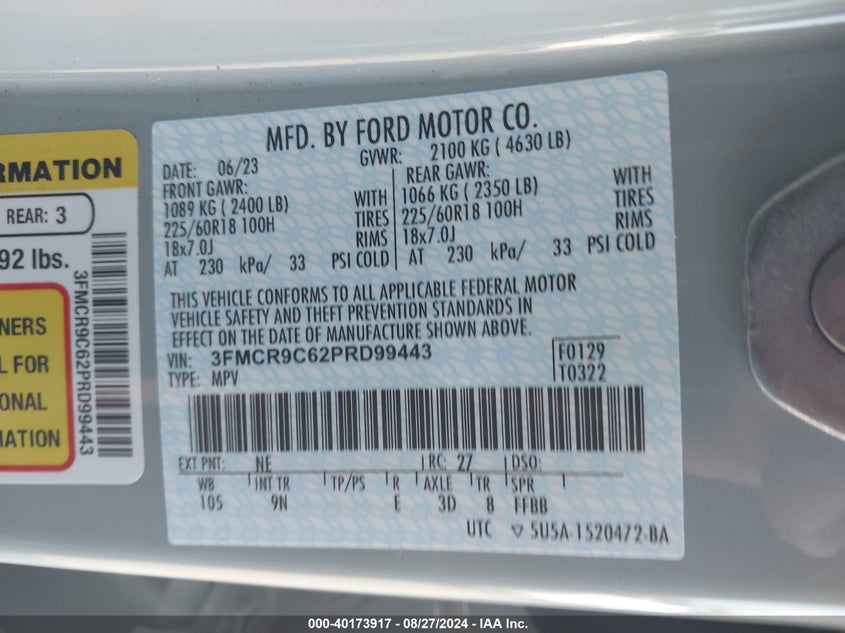 RMATION
REAR: 3
92 lbs.
NERS
L FOR
ONAL
MATION
3FMCR9C62PRD99443
MFD. BY FORD MOTOR CO.
DATE: 06/23 GVWR: 2100 KG ( 4630 LB)
FRONT GAWR: REAR GAWR:
1089 KG ( 2400 LB) WITH 1066 KG ( 2350 LB) WITH
225/60R18 100H TIRES 225/60R18 100H TIRES
18x7.0J RIMS 18x7.0J RIMS
AT 230 kPa/ 33 PSI COLD AT 230 kPa/ 33 PSI COLD
THIS VEHICLE CONFORMS TO ALL APPLICABLE FEDERAL MOTOR
VEHICLE SAFETY AND THEFT PREVENTION STANDARDS IN
EFFECT ON THE DATE OF MANUFACTURE SHOWN ABOVE.
VIN: 3FMCR9C62PRD99443 F0129
TYPE: MPV T0322
EXT PNT: NE RC: 27 DSO:
WB INT TR TP/PS R AXLE TR SPR
105 9N E 3D 8 FFBB
UTC ▽ 5U5A-1520472-BA
000-40173917 - 08/27/2024 - IAA Inc.